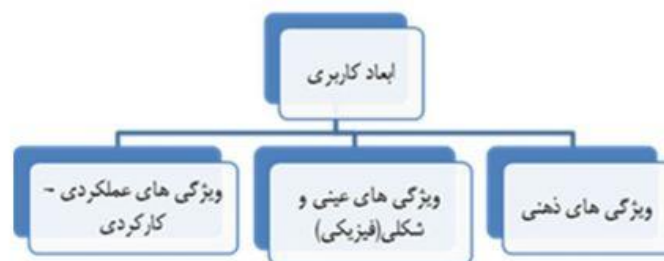 ابعاد کاربری
ویژگی های ذهنی
ویژگی های عینی و
شکلی(فیزیکی)
ویژگی های عملکردی –
کارکردی